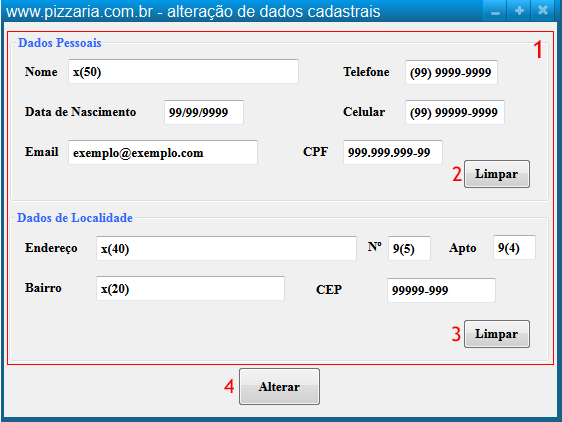 www.pizzaria.com.br - alteração de dados cadastrais
Dados Pessoais 1
Nome x(50) Telefone (99) 9999-9999
Data de Nascimento 99/99/9999 Celular (99) 99999-9999
Email exemplo@exemplo.com CPF 999.999.999-99
2 Limpar
Dados de Localidade
Endereço x(40) Nº 9(5) Apto 9(4)
Bairro x(20) CEP 99999-999
3 Limpar
4 Alterar